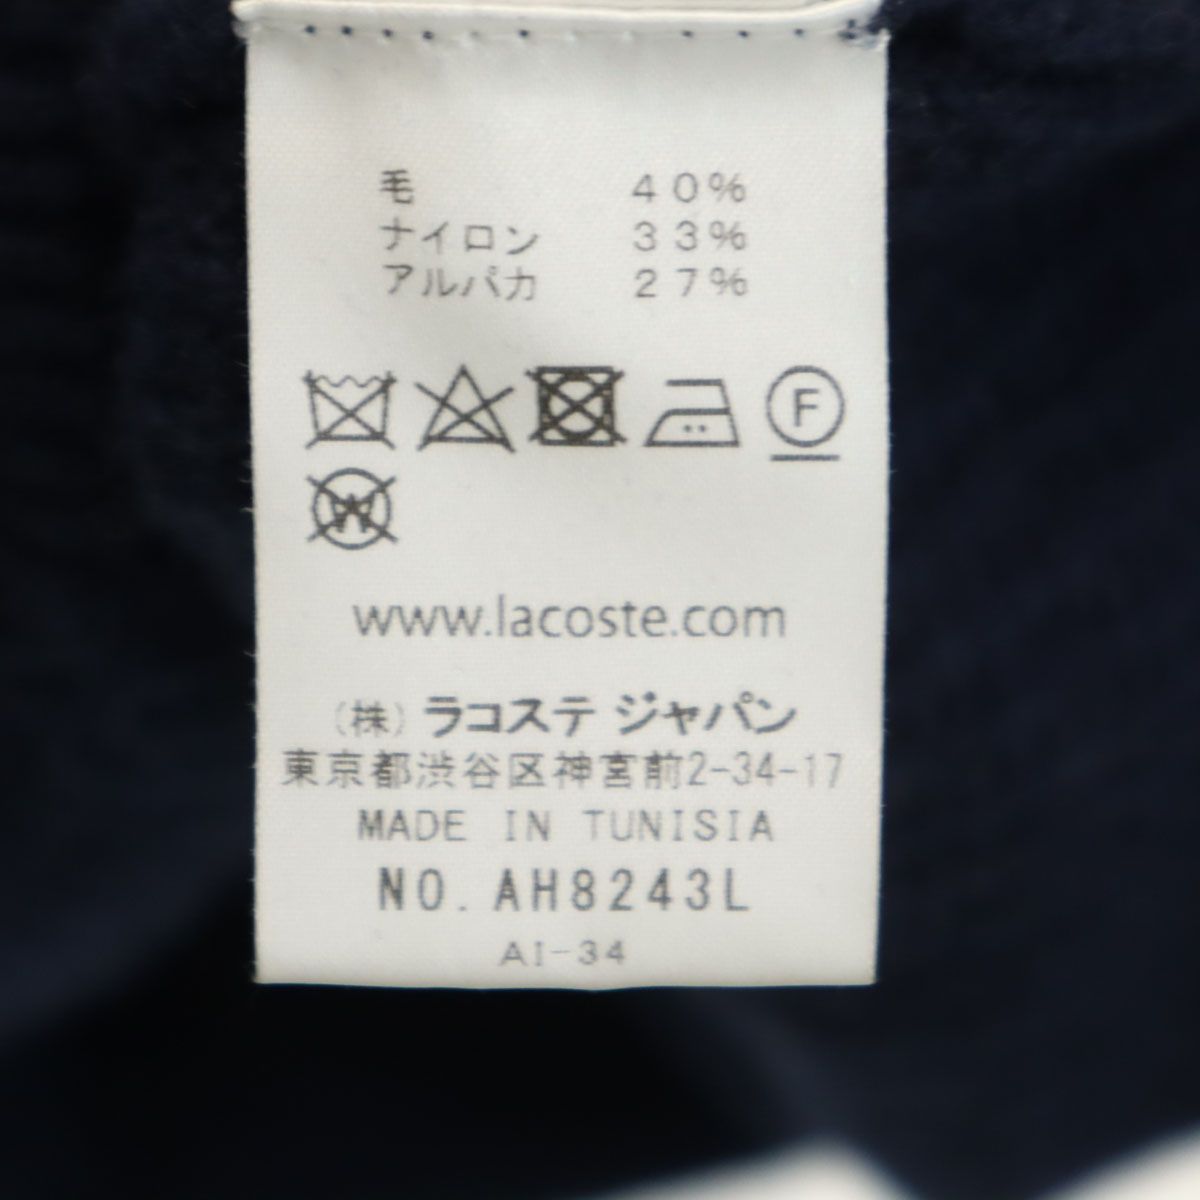 毛 40%
ナイロン 33%
アルパカ 27%
F
W
www.lacoste.com
(株) ラコステ ジャパン
東京都渋谷区神宮前2-34-17
MADE IN TUNISIA
NO. AH8243L
AI-34